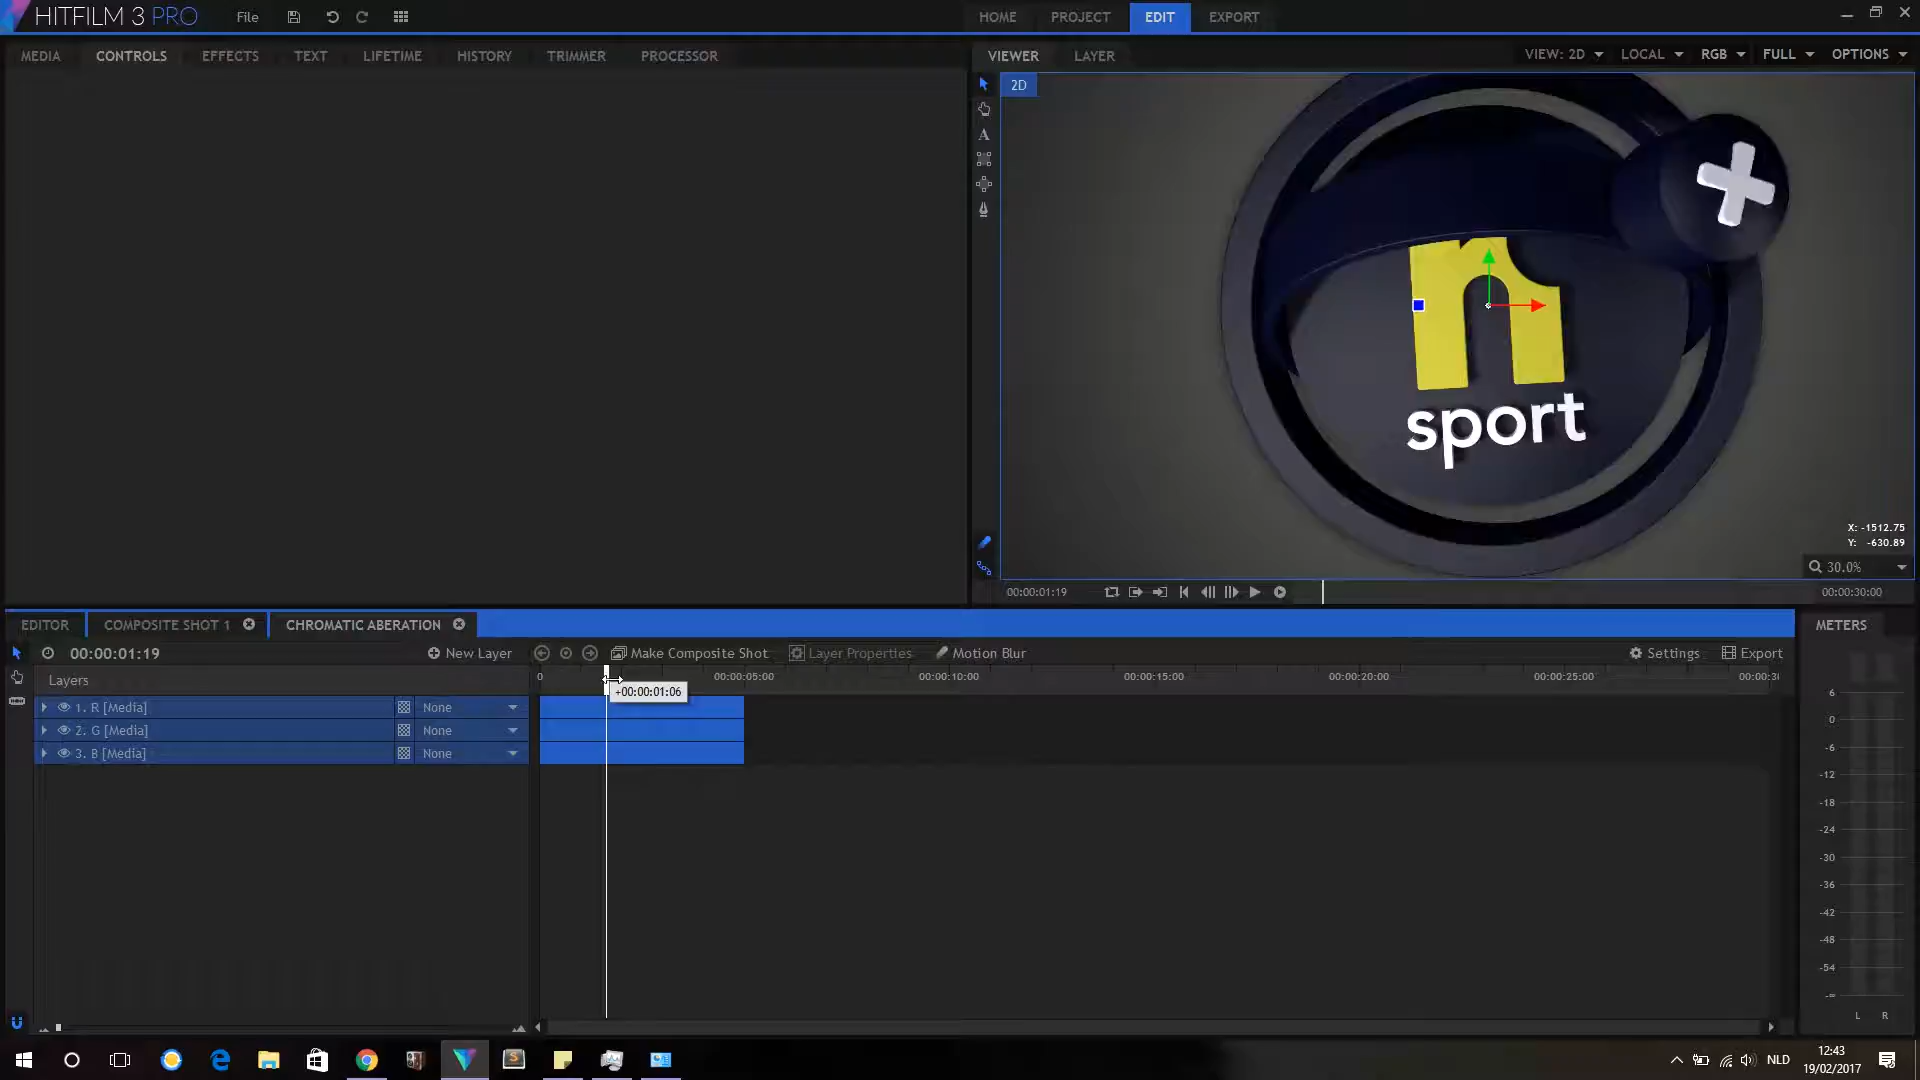 HITFILM 3 PRO
File
HOME
PROJECT
EDIT
EXPORT
MEDIA
CONTROLS
EFFECTS
TEXT
LIFETIME
HISTORY
TRIMMER
PROCESSOR
VIEWER
LAYER
VIEW: 2D
LOCAL
RGB
FULL
OPTIONS
2D
A
n
sport
X: -1512.75
Y: -630.89
30.0%
00:00:01:19
00:00:30:00
EDITOR
COMPOSITE SHOT 1
CHROMATIC ABERATION
METERS
00:00:01:19
New Layer
Make Composite Shot
Layer Properties
Motion Blur
Settings
Export
Layers
0
00:00:05:00
00:00:10:00
00:00:15:00
00:00:20:00
00:00:25:00
00:00:3
+00:00:01:06
1. R [Media]
None
2. G [Media]
None
3. B [Media]
None
6
0
-6
-12
-18
-24
-30
-36
-42
-48
-54
-∞
L
R
NLD
12:43
19/02/2017